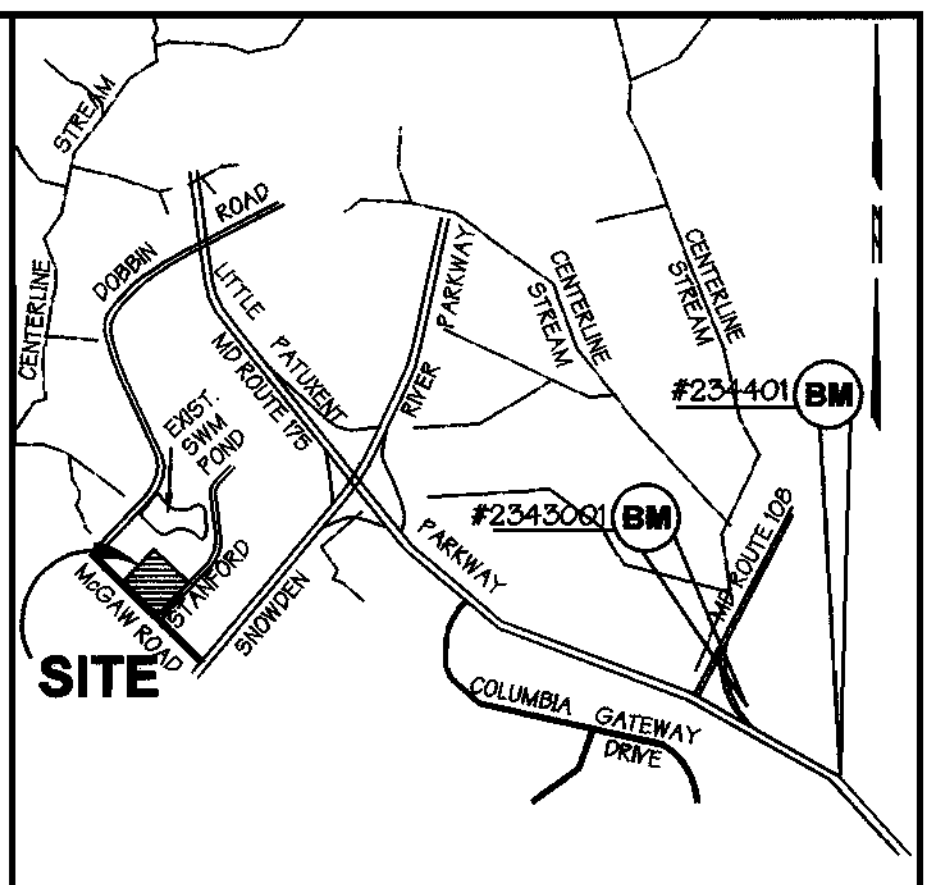 STREAM
CENTERLINE
DOBBIN
ROAD
LITTLE
PATUXENT
MD ROUTE 175
RIVER
PARKWAY
CENTERLINE
STREAM
CENTERLINE
STREAM
N
#234401
BM
EXIST.
SWM
POND
#2343001
BM
MD ROUTE 108
PARKWAY
STANFORD
SNOWDEN
McGAW ROAD
SITE
COLUMBIA
GATEWAY
DRIVE